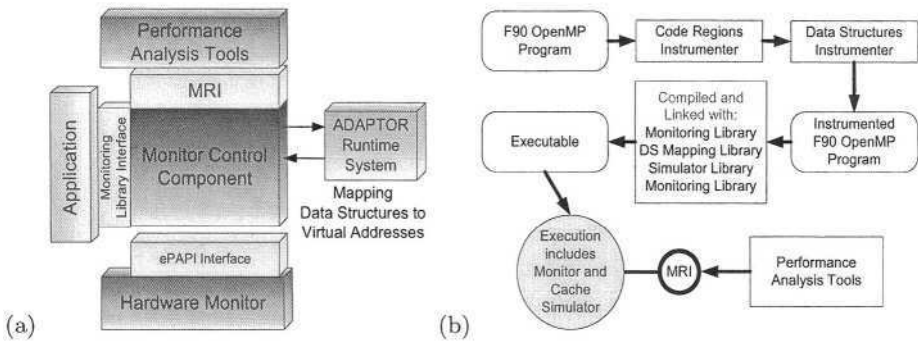 Performance
Analysis Tools
MRI
Application
Monitoring
Library Interface
Monitor Control
Component
ADAPTOR
Runtime
System
Mapping
Data Structures to
Virtual Addresses
ePAPI Interface
Hardware Monitor
(a)
F90 OpenMP
Program
Code Regions
Instrumenter
Data Structures
Instrumenter
Executable
Compiled and
Linked with:
Monitoring Library
DS Mapping Library
Simulator Library
Monitoring Library
Instrumented
F90 OpenMP
Program
Execution
includes
Monitor and
Cache
Simulator
MRI
Performance
Analysis Tools
(b)